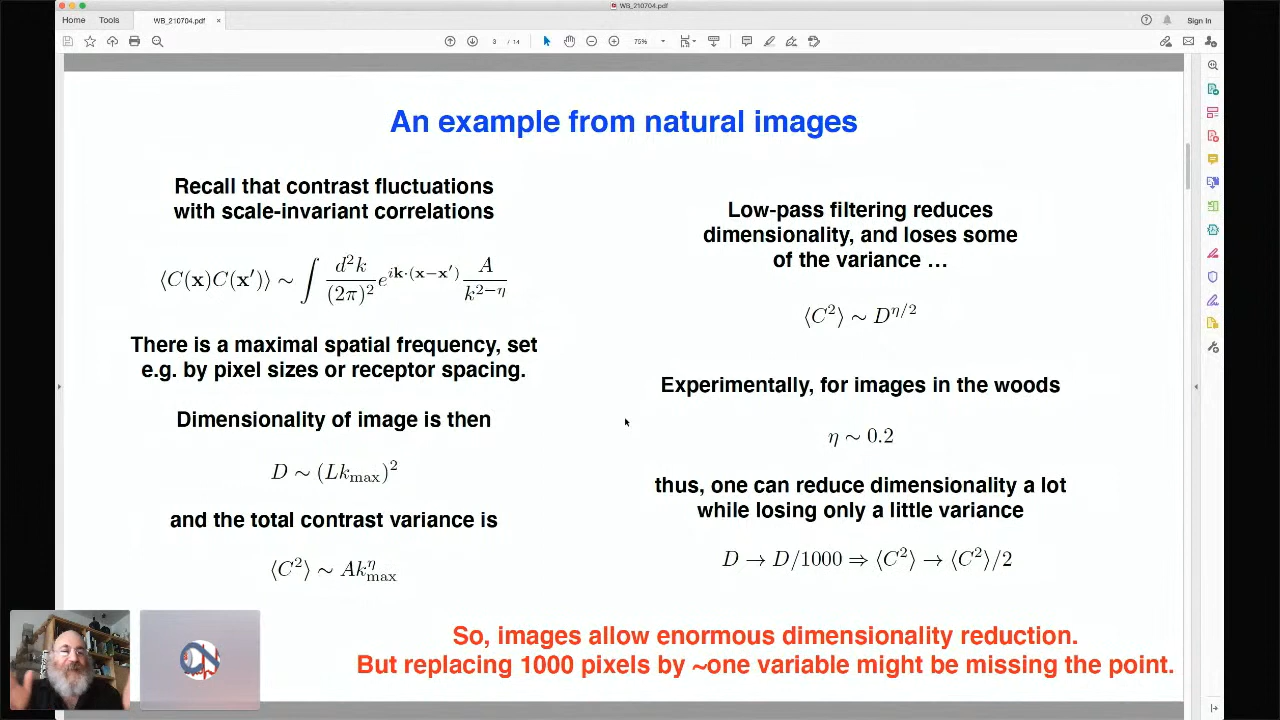 WB_210704.pdf
Home
Tools
WB_210704.pdf
×
Sign In
3 / 14
75%
An example from natural images
Recall that contrast fluctuations
with scale-invariant correlations
⟨C(x)C(x′)⟩ ∼ ∫ d²k/(2π)² e^{ik·(x−x′)} A/k^{2−η}
There is a maximal spatial frequency, set
e.g. by pixel sizes or receptor spacing.
Dimensionality of image is then
D ∼ (Lk_max)²
and the total contrast variance is
⟨C²⟩ ∼ Ak^η_max
Low-pass filtering reduces
dimensionality, and loses some
of the variance …
⟨C²⟩ ∼ D^{η/2}
Experimentally, for images in the woods
η ∼ 0.2
thus, one can reduce dimensionality a lot
while losing only a little variance
D → D/1000 ⇒ ⟨C²⟩ → ⟨C²⟩/2
So, images allow enormous dimensionality reduction.
But replacing 1000 pixels by ~one variable might be missing the point.